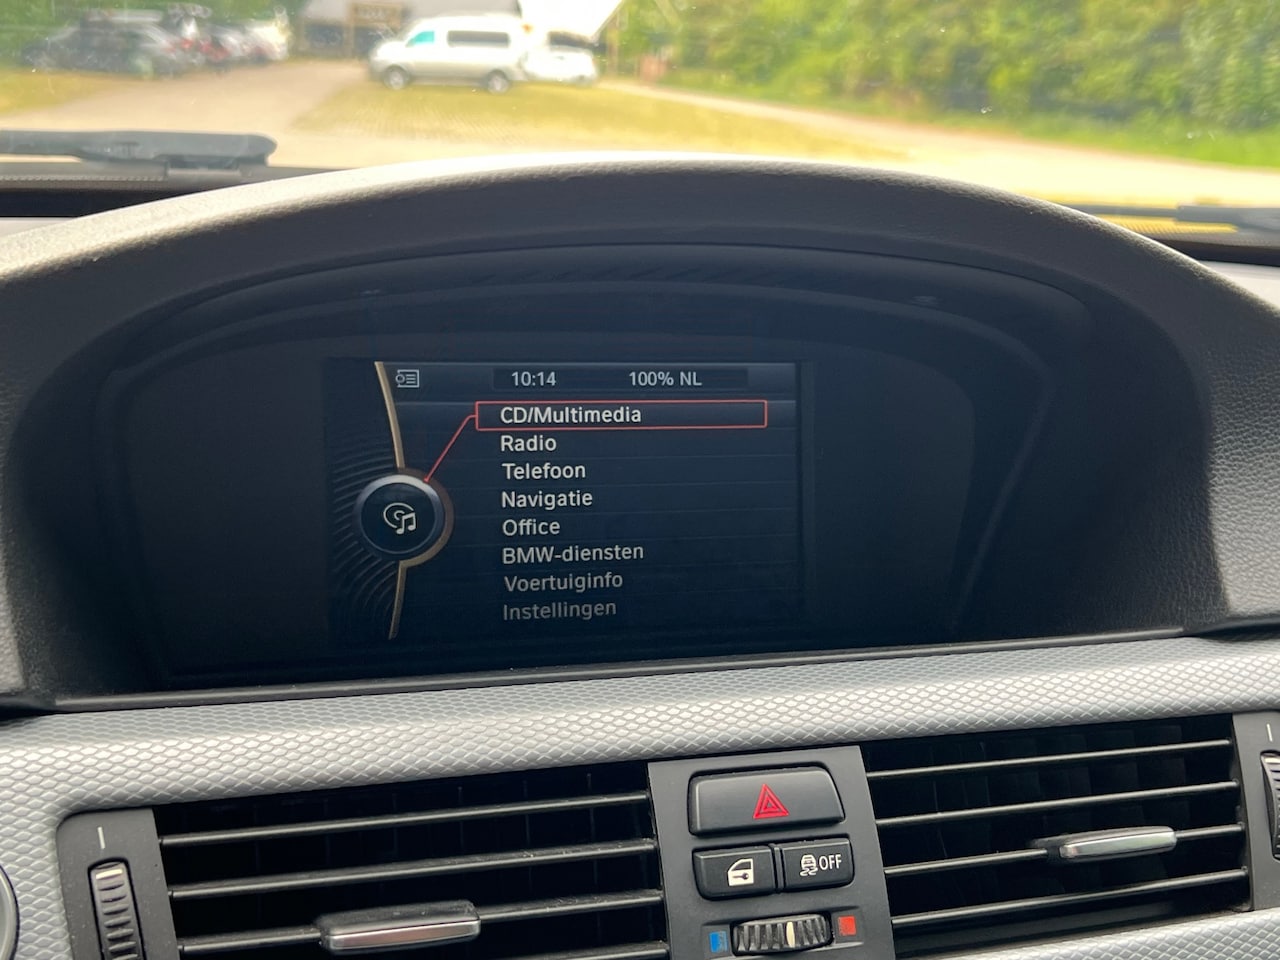 10:14 100% NL
CD/Multimedia
Radio
Telefoon
Navigatie
Office
BMW-diensten
Voertuiginfo
Instellingen
OFF